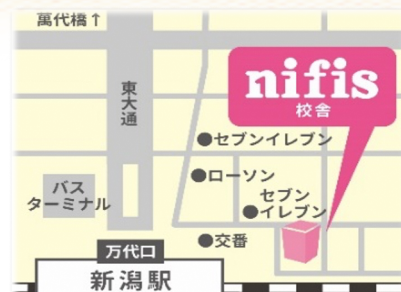 萬代橋↑
東大通
nifis
校舎
●セブンイレブン
●ローソン
セブン
●イレブン
バス
ターミナル
●交番
万代口
新潟駅